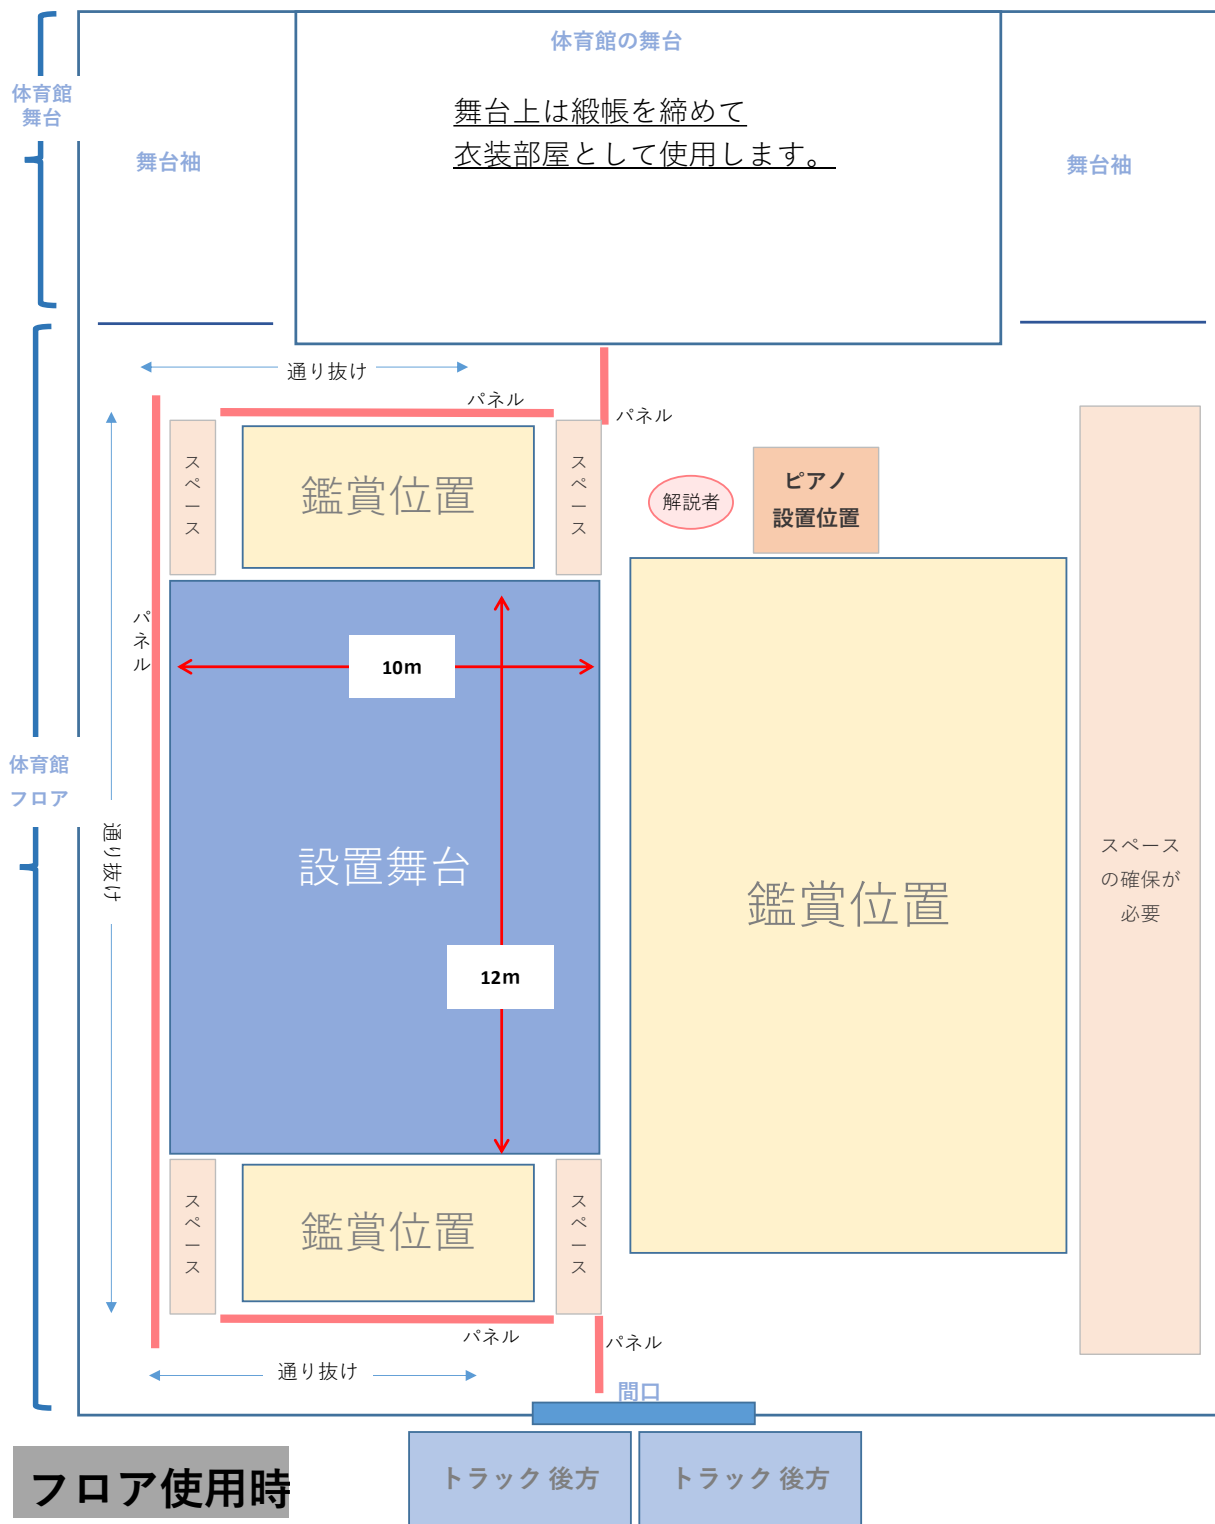 体育館の舞台
体育館
舞台
舞台上は緞帳を締めて
衣装部屋として使用します。
舞台袖
舞台袖
通り抜け
パネル
パネル
スペース
鑑賞位置
スペース
解説者
ピアノ
設置位置
パネル
10m
体育館
フロア
通り抜け
設置舞台
鑑賞位置
スペース
の確保が
必要
12m
スペース
鑑賞位置
スペース
パネル
パネル
通り抜け
間口
フロア使用時
トラック後方
トラック後方